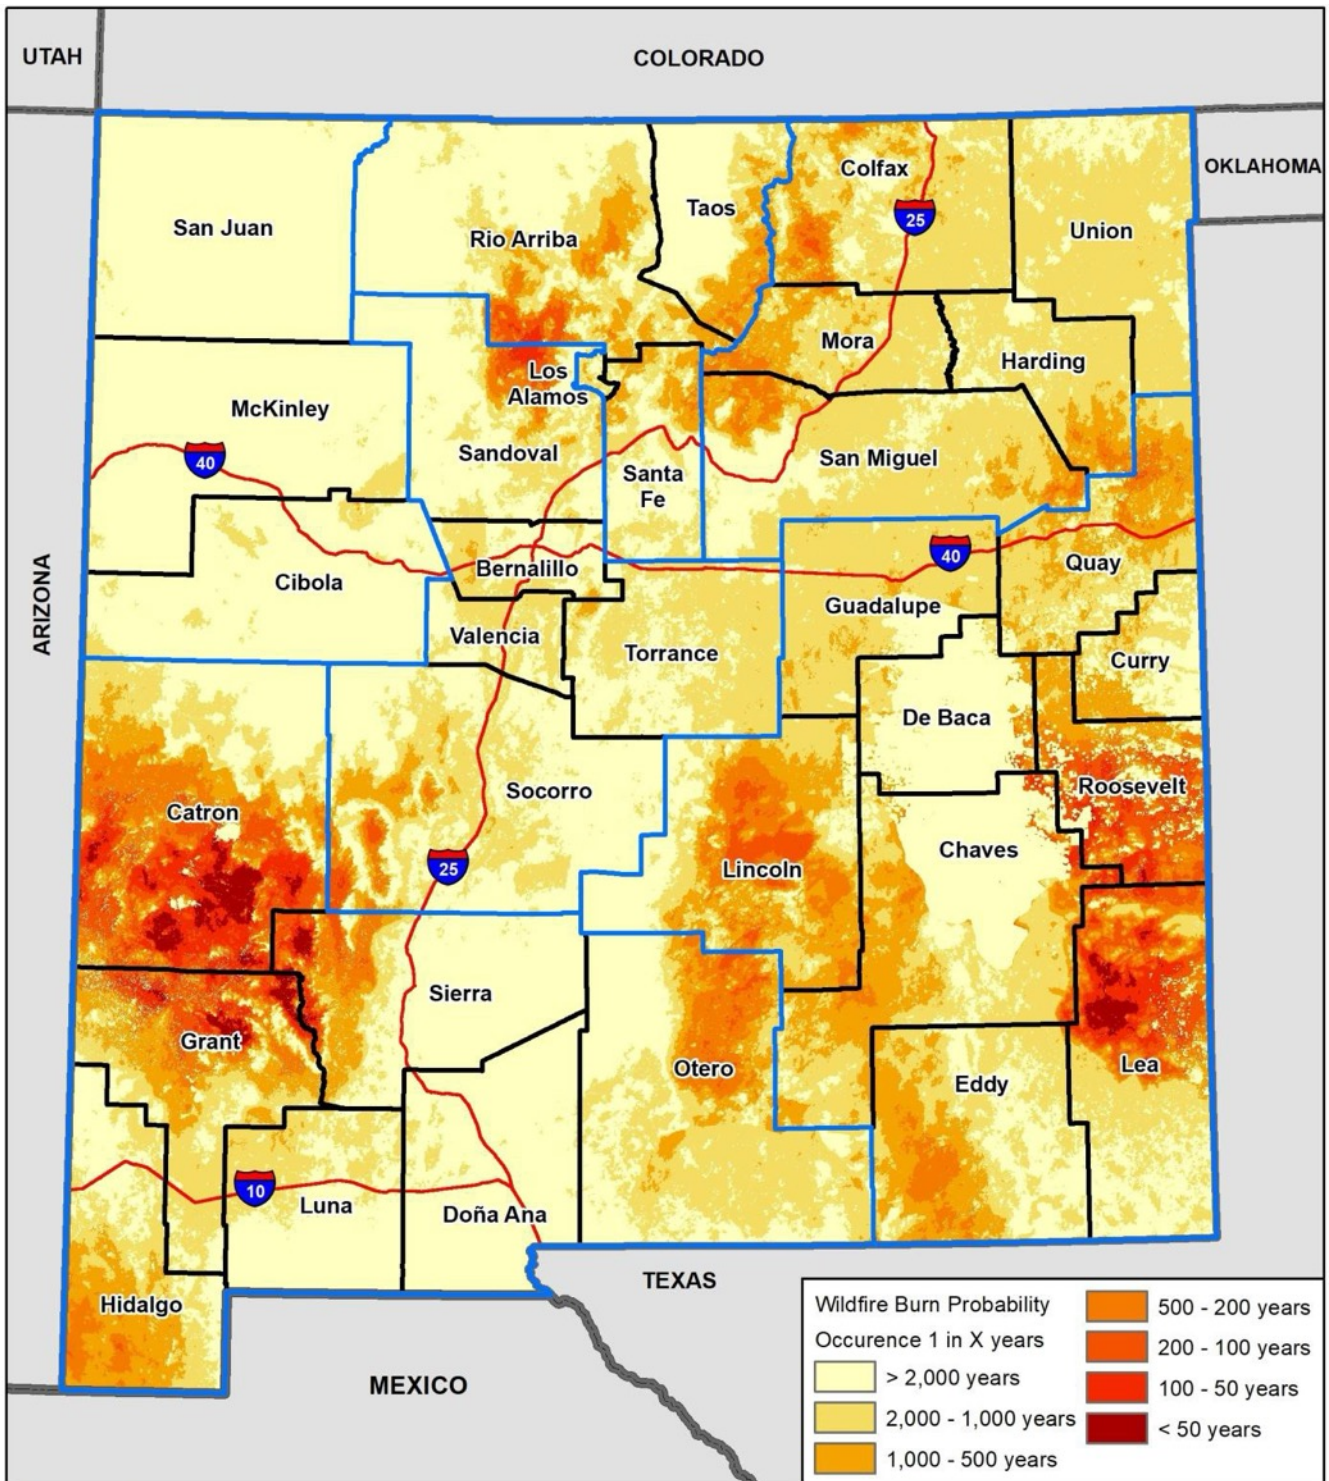 UTAH
COLORADO
OKLAHOMA
San Juan
Rio Arriba
Taos
Colfax
25
Union
Mora
Harding
Los
Alamos
McKinley
40
Sandoval
Santa
Fe
San Miguel
ARIZONA
Cibola
Bernalillo
40
Quay
Guadalupe
Valencia
Torrance
Curry
De Baca
Catron
Socorro
Roosevelt
25
Lincoln
Chaves
Sierra
Grant
Otero
Eddy
Lea
10
Luna
Doña Ana
Hidalgo
TEXAS
MEXICO
Wildfire Burn Probability
Occurence 1 in X years
> 2,000 years
2,000 - 1,000 years
1,000 - 500 years
500 - 200 years
200 - 100 years
100 - 50 years
< 50 years